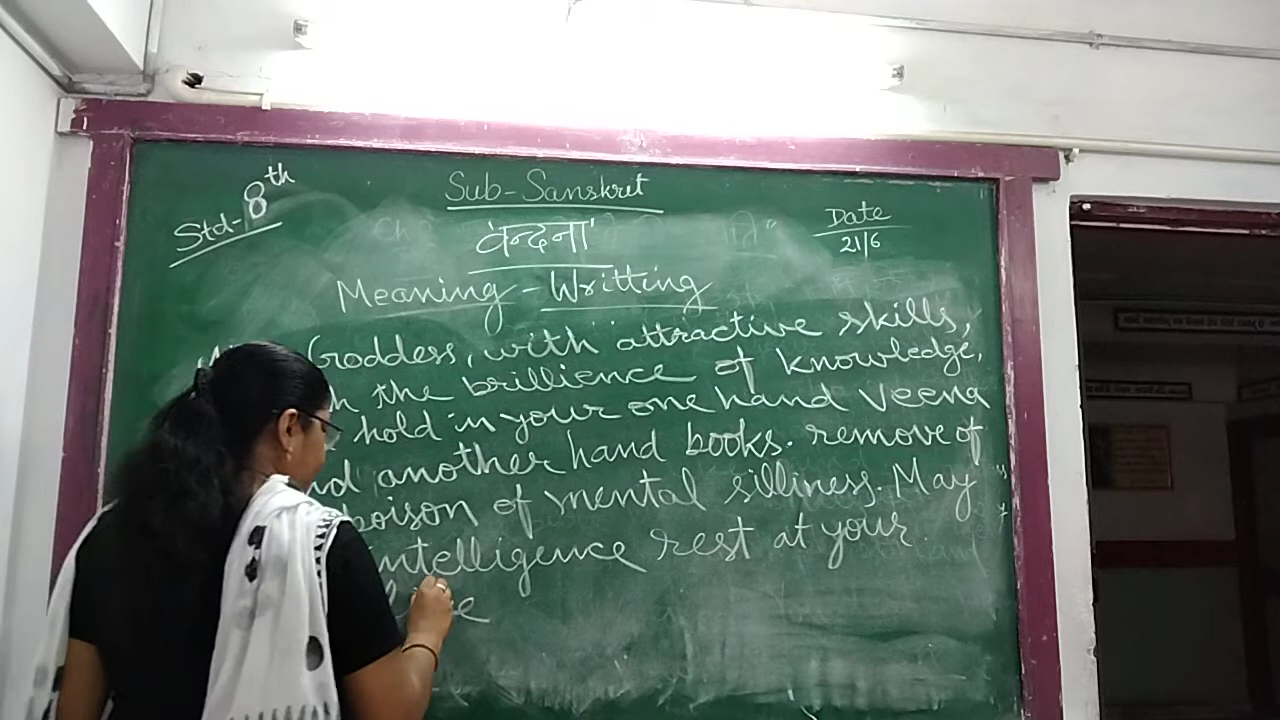 Std-8th
Sub-Sanskrit
वन्दना
Date
21/6
Meaning-Writting
Goddess, with attractive skills,
the brillience of knowledge,
hold in your one hand Veena
another hand books. remove of
poison of mental silliness. May
intelligence rest at your